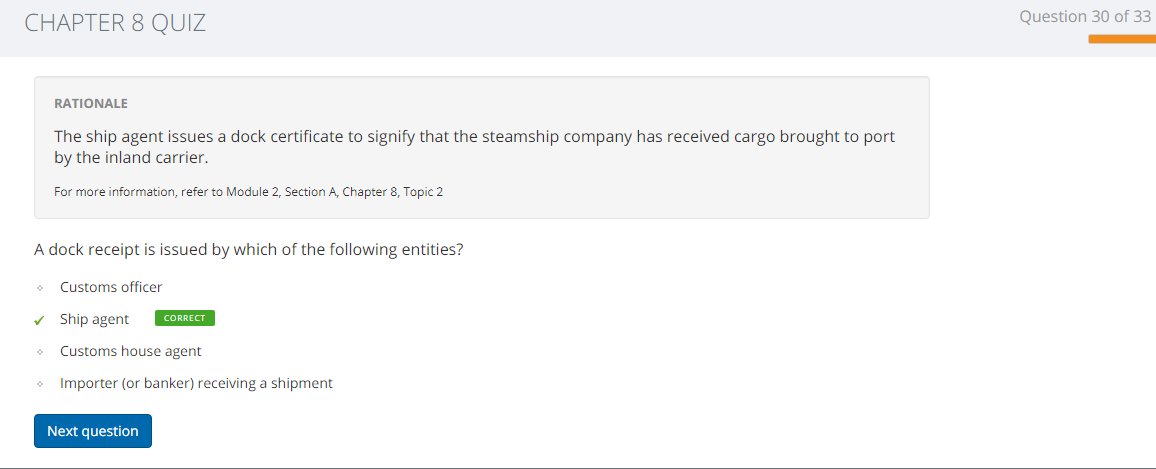 CHAPTER 8 QUIZ
Question 30 of 33
RATIONALE
The ship agent issues a dock certificate to signify that the steamship company has received cargo brought to port
by the inland carrier.
For more information, refer to Module 2, Section A, Chapter 8, Topic 2
A dock receipt is issued by which of the following entities?
Customs officer
Ship agent CORRECT
Customs house agent
Importer (or banker) receiving a shipment
Next question